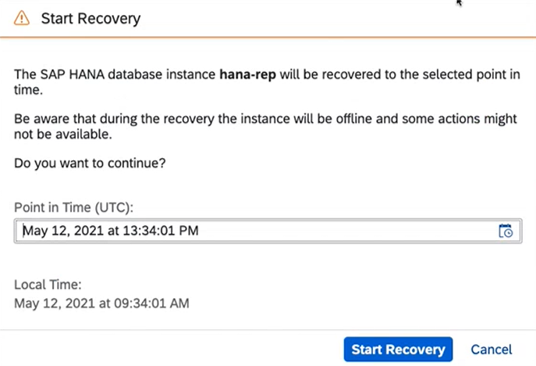 Start Recovery
The SAP HANA database instance hana-rep will be recovered to the selected point in
time.
Be aware that during the recovery the instance will be offline and some actions might
not be available.
Do you want to continue?
Point in Time (UTC):
May 12, 2021 at 13:34:01 PM
Local Time:
May 12, 2021 at 09:34:01 AM
Start Recovery Cancel